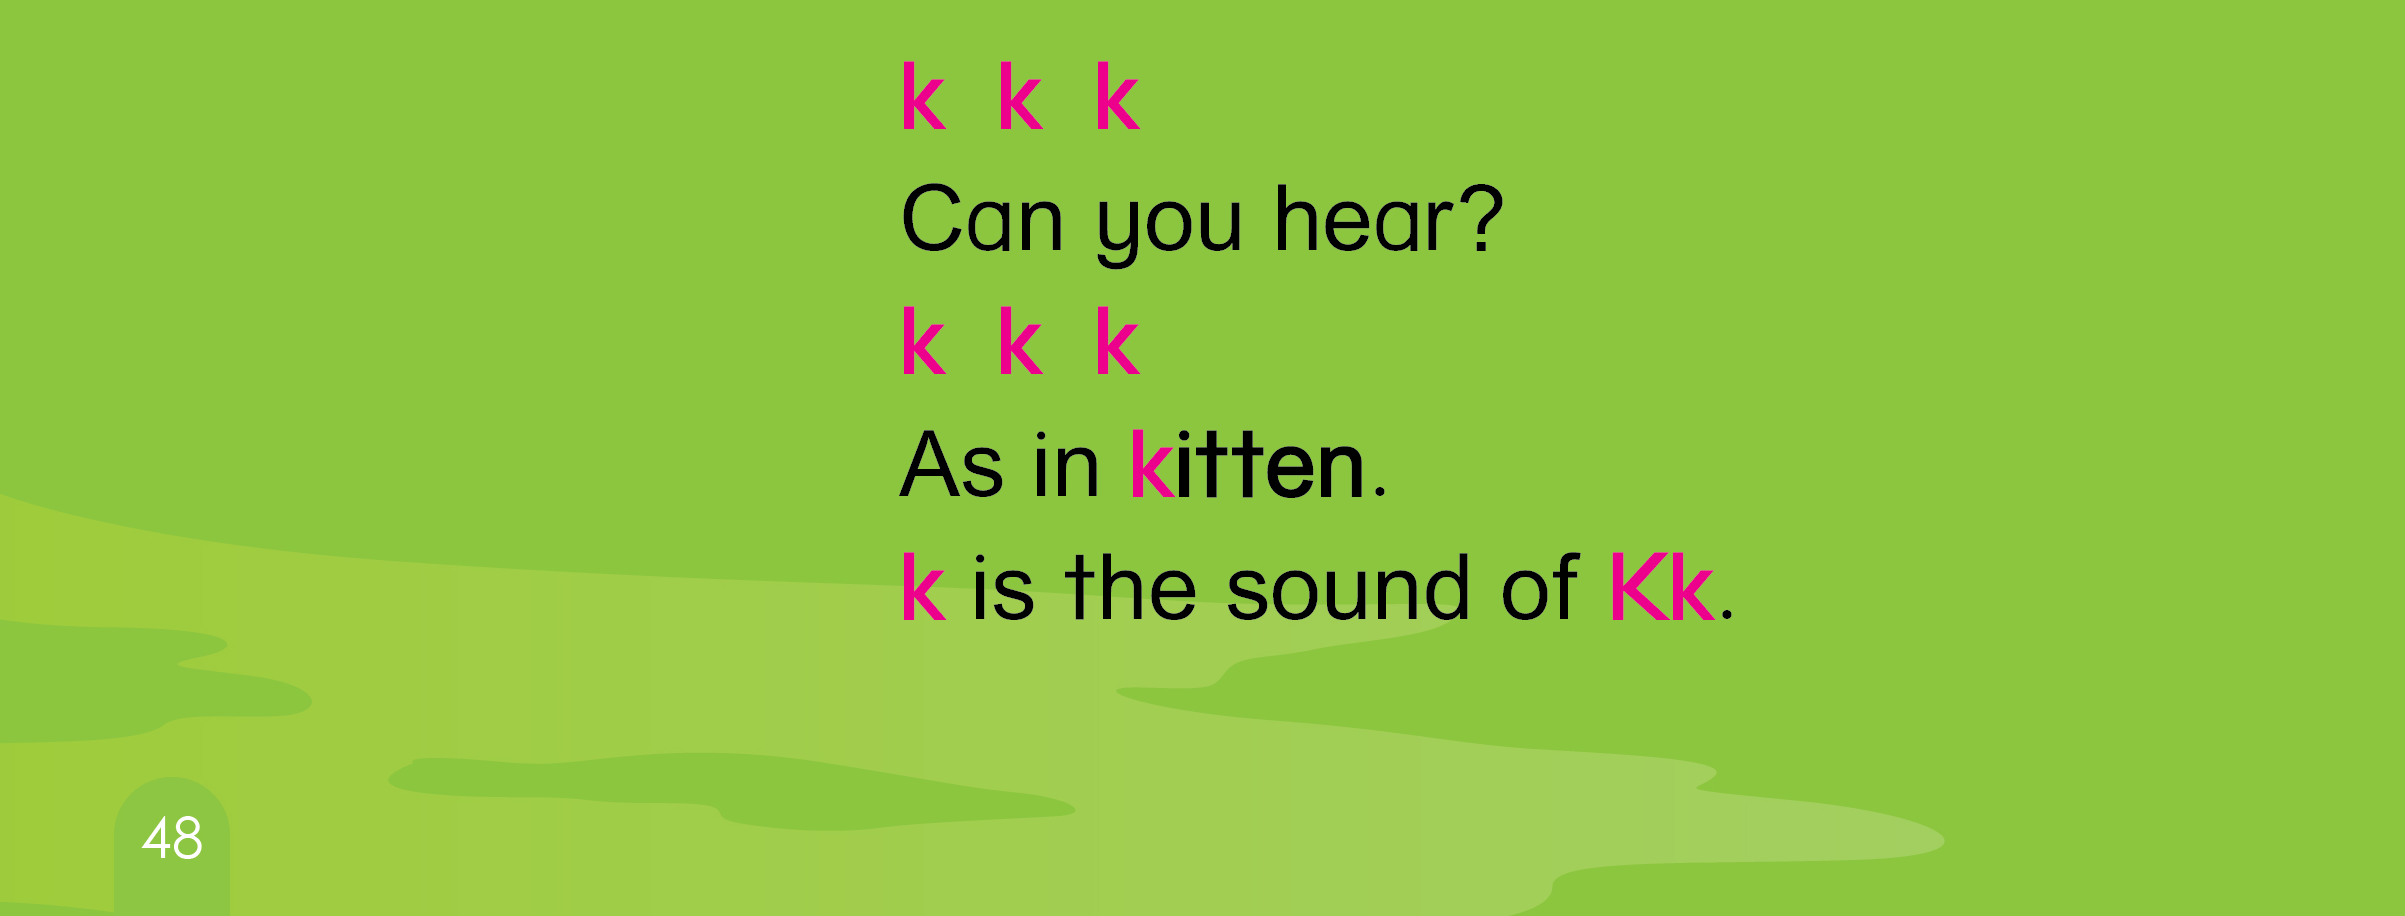 k k k
Can you hear?
k k k
As in kitten.
k is the sound of Kk.
48